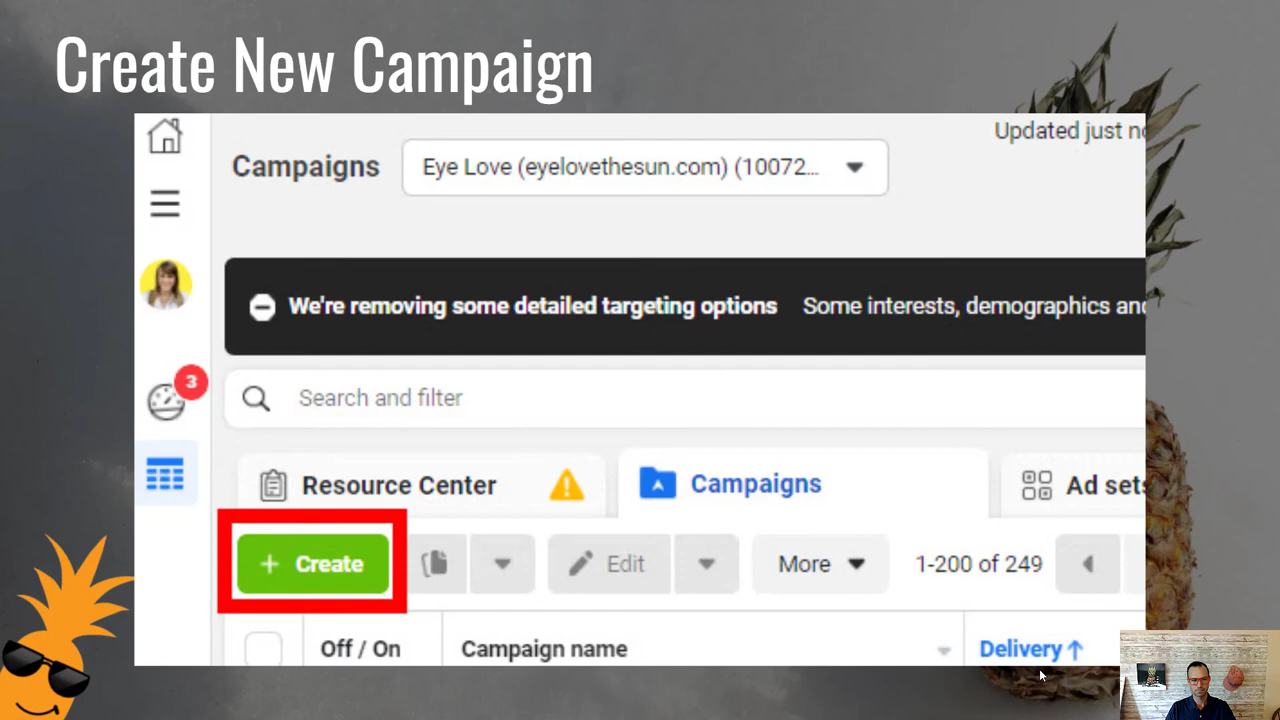 Create New Campaign
Updated just no
Campaigns
Eye Love (eyelovethesun.com) (10072...
We're removing some detailed targeting options Some interests, demographics and
3
Search and filter
Resource Center
Campaigns
Ad sets
+ Create
Edit
More
1-200 of 249
Off / On
Campaign name
Delivery ↑